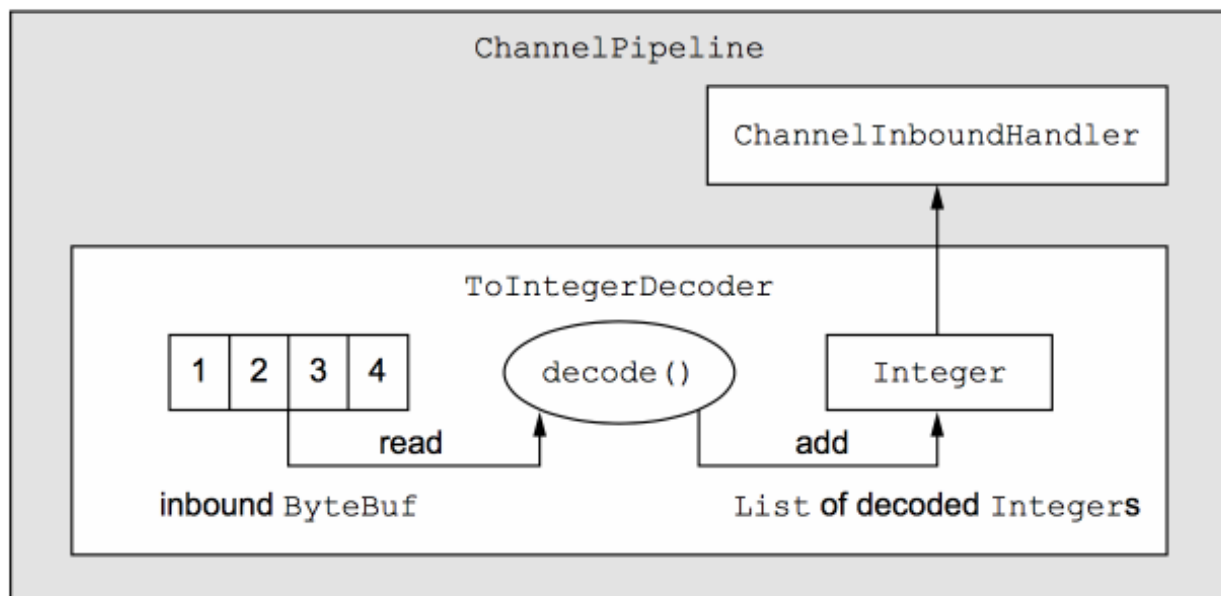 ChannelPipeline
ChannelInboundHandler
ToIntegerDecoder
1 2 3 4
decode()
Integer
read
add
inbound ByteBuf
List of decoded Integers